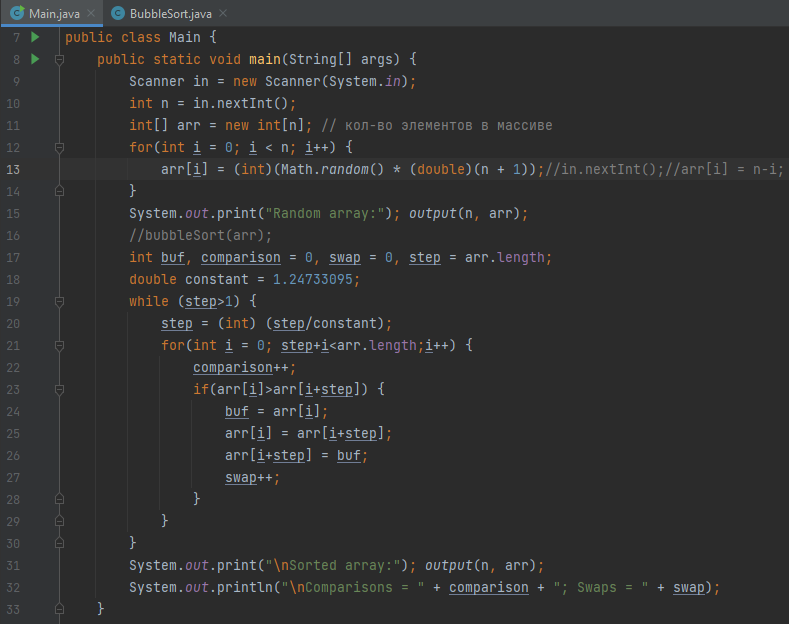 Main.java BubbleSort.java
7 public class Main {
8 public static void main(String[] args) {
9 Scanner in = new Scanner(System.in);
10 int n = in.nextInt();
11 int[] arr = new int[n]; // кол-во элементов в массиве
12 for(int i = 0; i < n; i++) {
13 arr[i] = (int)(Math.random() * (double)(n + 1));//in.nextInt();//arr[i] = n-i;
14 }
15 System.out.print("Random array:"); output(n, arr);
16 //bubbleSort(arr);
17 int buf, comparison = 0, swap = 0, step = arr.length;
18 double constant = 1.24733095;
19 while (step>1) {
20 step = (int) (step/constant);
21 for(int i = 0; step+i<arr.length;i++) {
22 comparison++;
23 if(arr[i]>arr[i+step]) {
24 buf = arr[i];
25 arr[i] = arr[i+step];
26 arr[i+step] = buf;
27 swap++;
28 }
29 }
30 }
31 System.out.print("\nSorted array:"); output(n, arr);
32 System.out.println("\nComparisons = " + comparison + "; Swaps = " + swap);
33 }